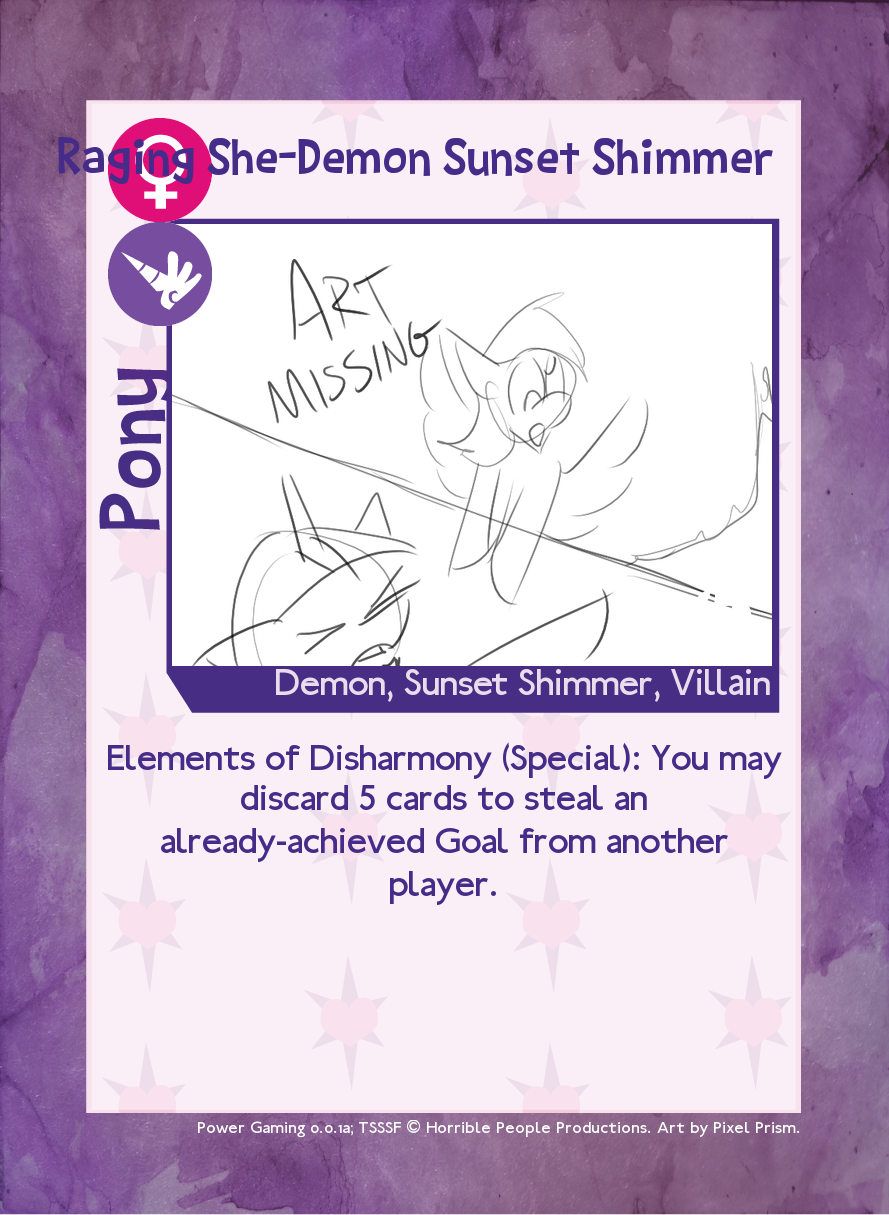 Raging She-Demon Sunset Shimmer
ART
MISSING
Pony
Demon, Sunset Shimmer, Villain
Elements of Disharmony (Special): You may
discard 5 cards to steal an
already-achieved Goal from another
player.
Power Gaming 0.0.1a; TSSSF © Horrible People Productions. Art by Pixel Prism.